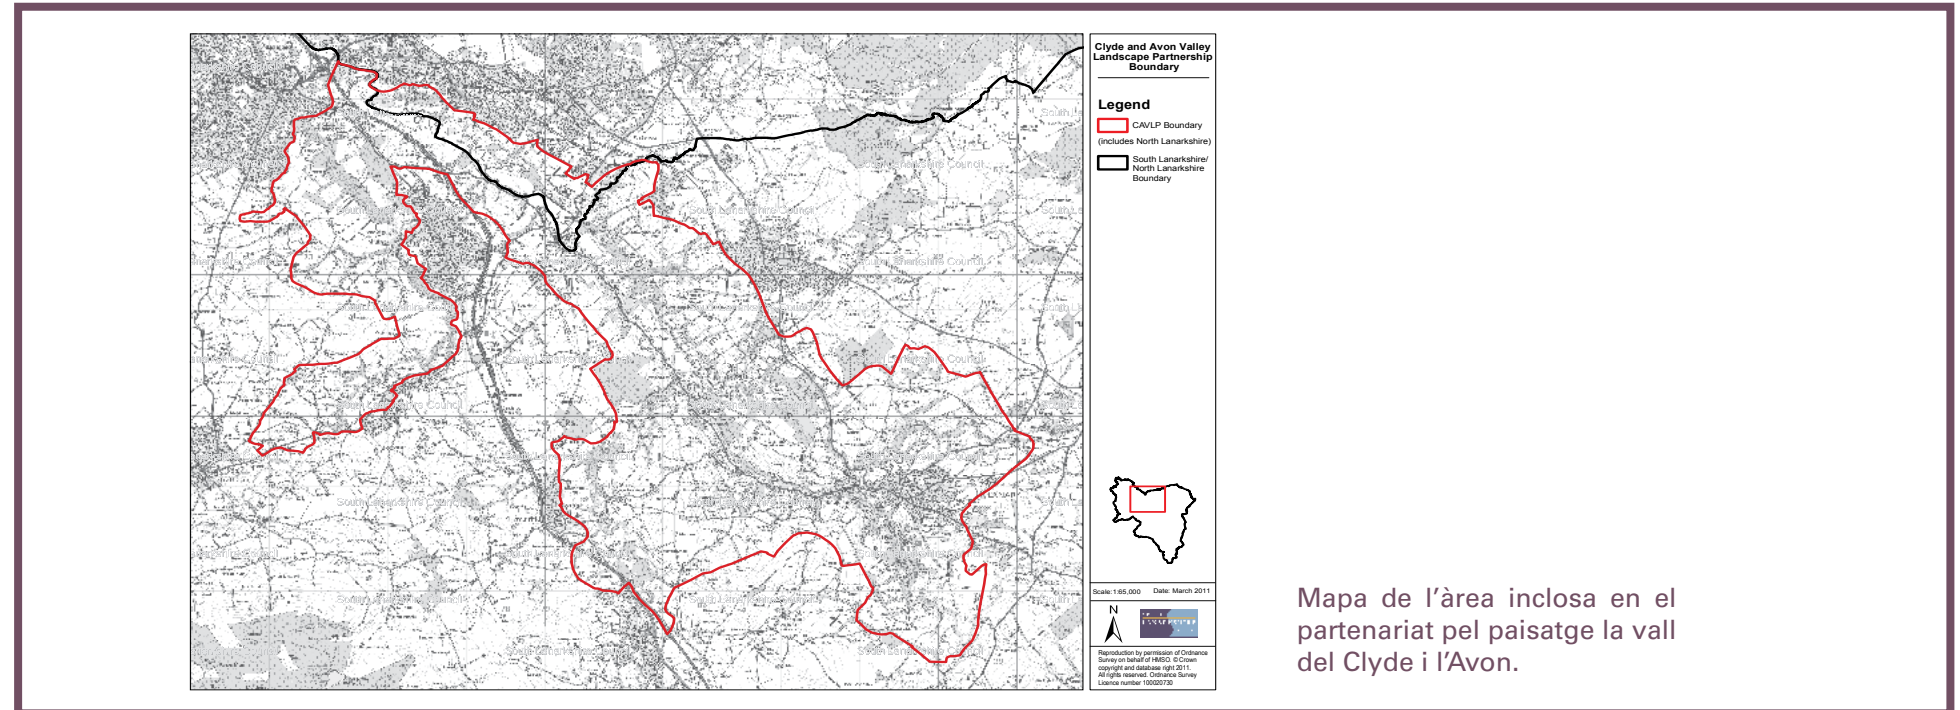 Clyde and Avon Valley
Landscape Partnership
Boundary
Legend
CAVLP Boundary
(includes North Lanarkshire)
South Lanarkshire/
North Lanarkshire
Boundary
Scale:1:65,000 Date: March 2011
N
Reproduction by permission of Ordnance
Survey on behalf of HMSO. © Crown
copyright and database right 2011.
All rights reserved. Ordnance Survey
Licence number 100020730
Mapa de l'àrea inclosa en el
partenariat pel paisatge la vall
del Clyde i l'Avon.